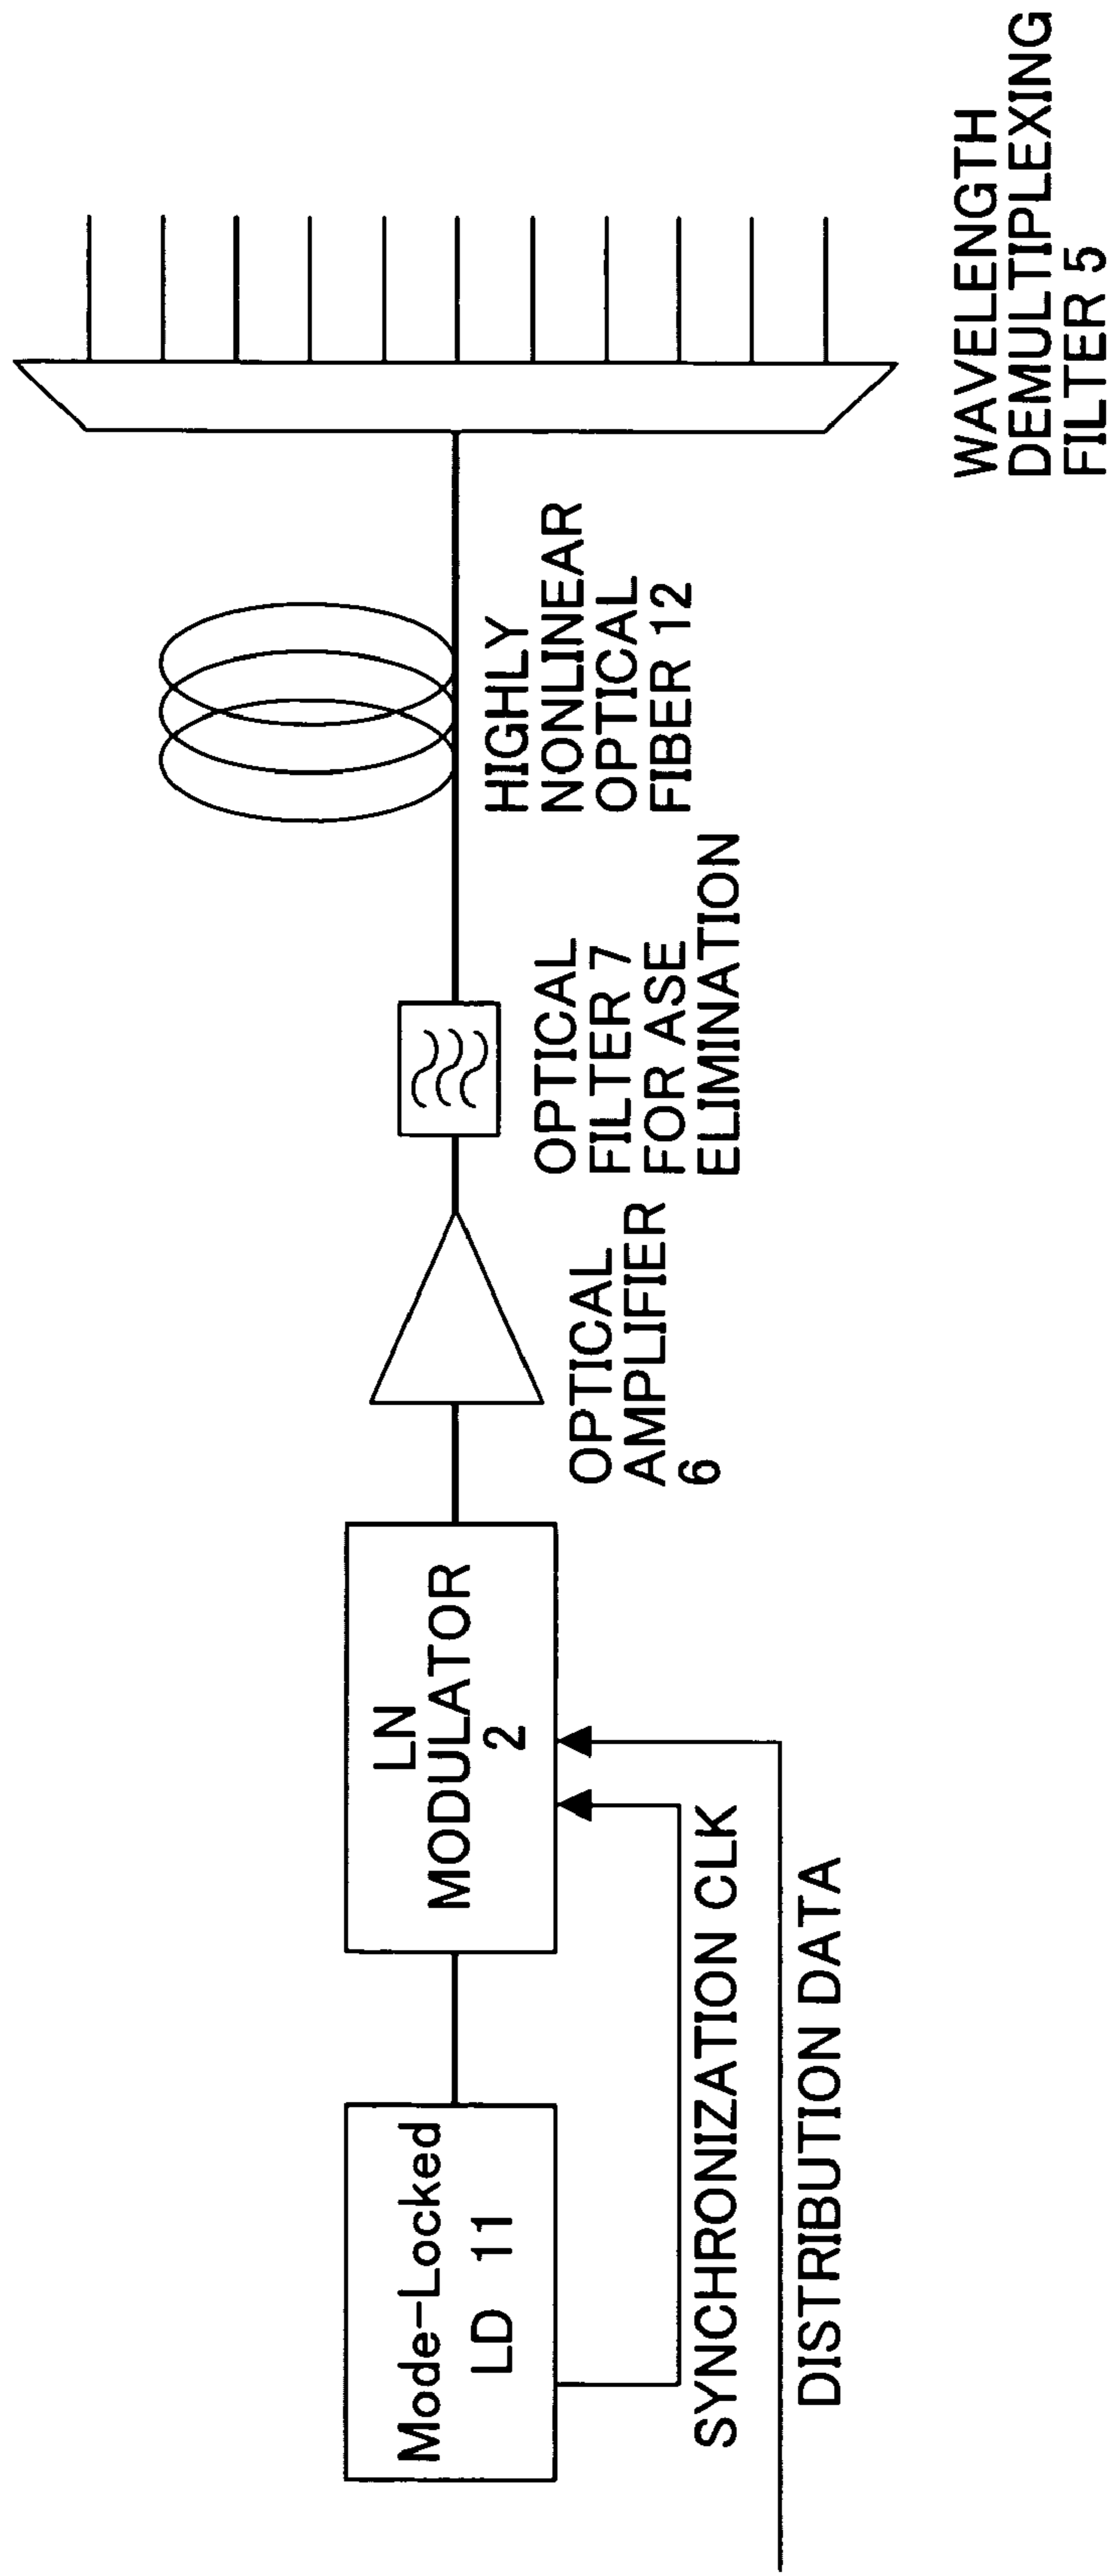 Mode-Locked
LD 11
LN
MODULATOR
2
SYNCHRONIZATION CLK
DISTRIBUTION DATA
OPTICAL
AMPLIFIER
6
OPTICAL
FILTER 7
FOR ASE
ELIMINATION
HIGHLY
NONLINEAR
OPTICAL
FIBER 12
WAVELENGTH
DEMULTIPLEXING
FILTER 5